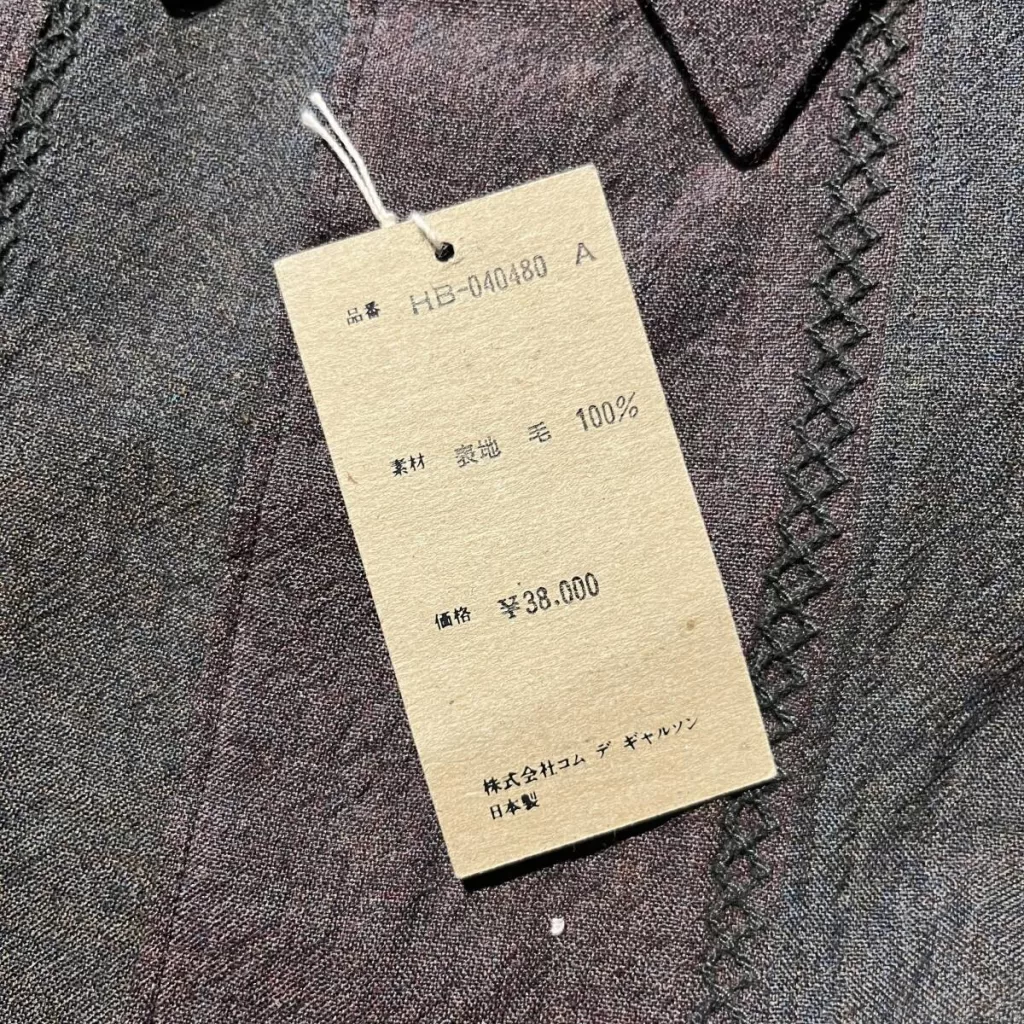 品番 HB-040480 A
素材 表地 毛 100%
価格 ¥38.000
株式会社コム デ ギャルソン
日本製